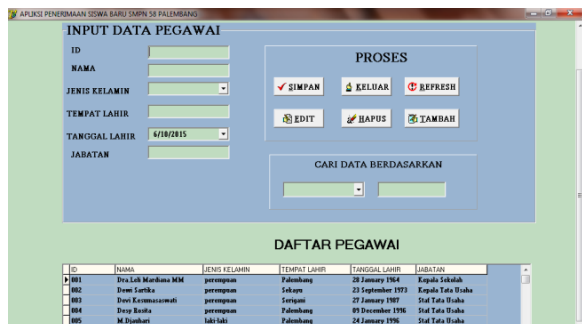 APLIKSI PENERIMAAN SISWA BARU SMPN 58 PALEMBANG
INPUT DATA PEGAWAI
ID
NAMA
JENIS KELAMIN
TEMPAT LAHIR
TANGGAL LAHIR 6/10/2015
JABATAN
PROSES
SIMPAN KELUAR REFRESH
EDIT HAPUS TAMBAH
CARI DATA BERDASARKAN
DAFTAR PEGAWAI
ID NAMA JENIS KELAMIN TEMPAT LAHIR TANGGAL LAHIR JABATAN
001 Dra.Leli Mardiana MM perempuan Palembang 28 January 1964 Kepala Sekolah
002 Dewi Sartika perempuan Sekayu 23 September 1973 Kepala Tata Usaha
003 Devi Kesumasaswati perempuan Serigani 27 January 1987 Staf Tata Usaha
004 Desy Rosita perempuan Palembang 09 December 1996 Staf Tata Usaha
005 M.Djauhari laki-laki Palembang 24 January 1996 Staf Tata Usaha